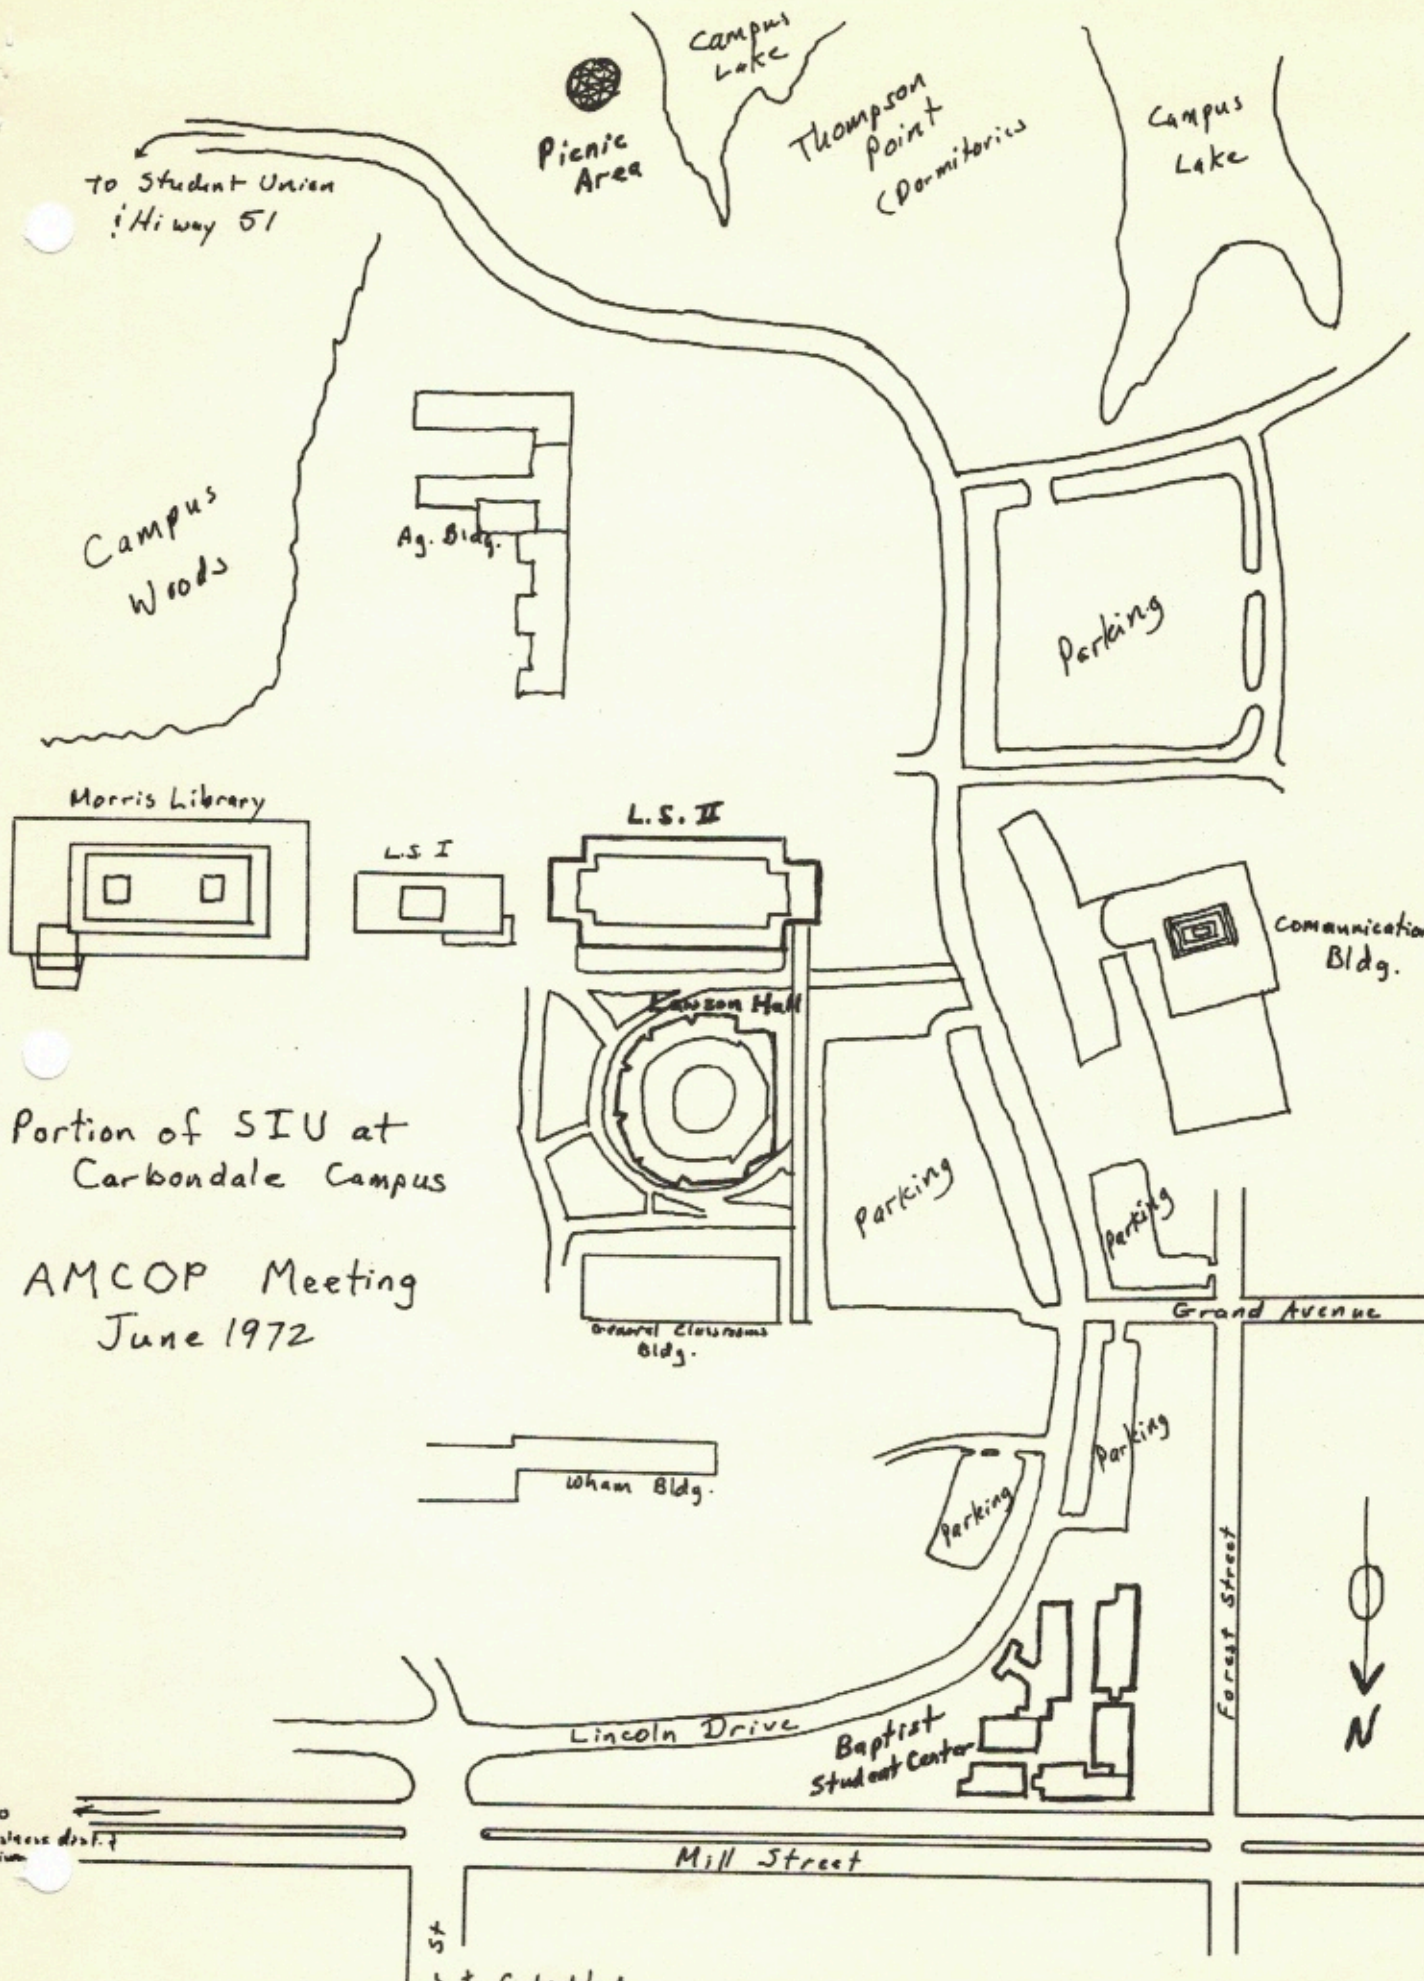 Campus
Lake
Picnic
Area
Thompson
Point
(Dormitories
Campus
Lake
To Student Union
& Hiway 51
Campus
Woods
Ag. Bldg.
Parking
Morris Library
L.S. I
L.S. II
Comaunication
Bldg.
Lawson Hall
Portion of SIU at
Carbondale Campus
AMCOP Meeting
June 1972
Parking
Parking
Grand Avenue
General Classrooms
Bldg.
Parking
Wham Bldg.
Parking
Forest Street
N
Lincoln Drive
Baptist
Student Center
Mill Street
St